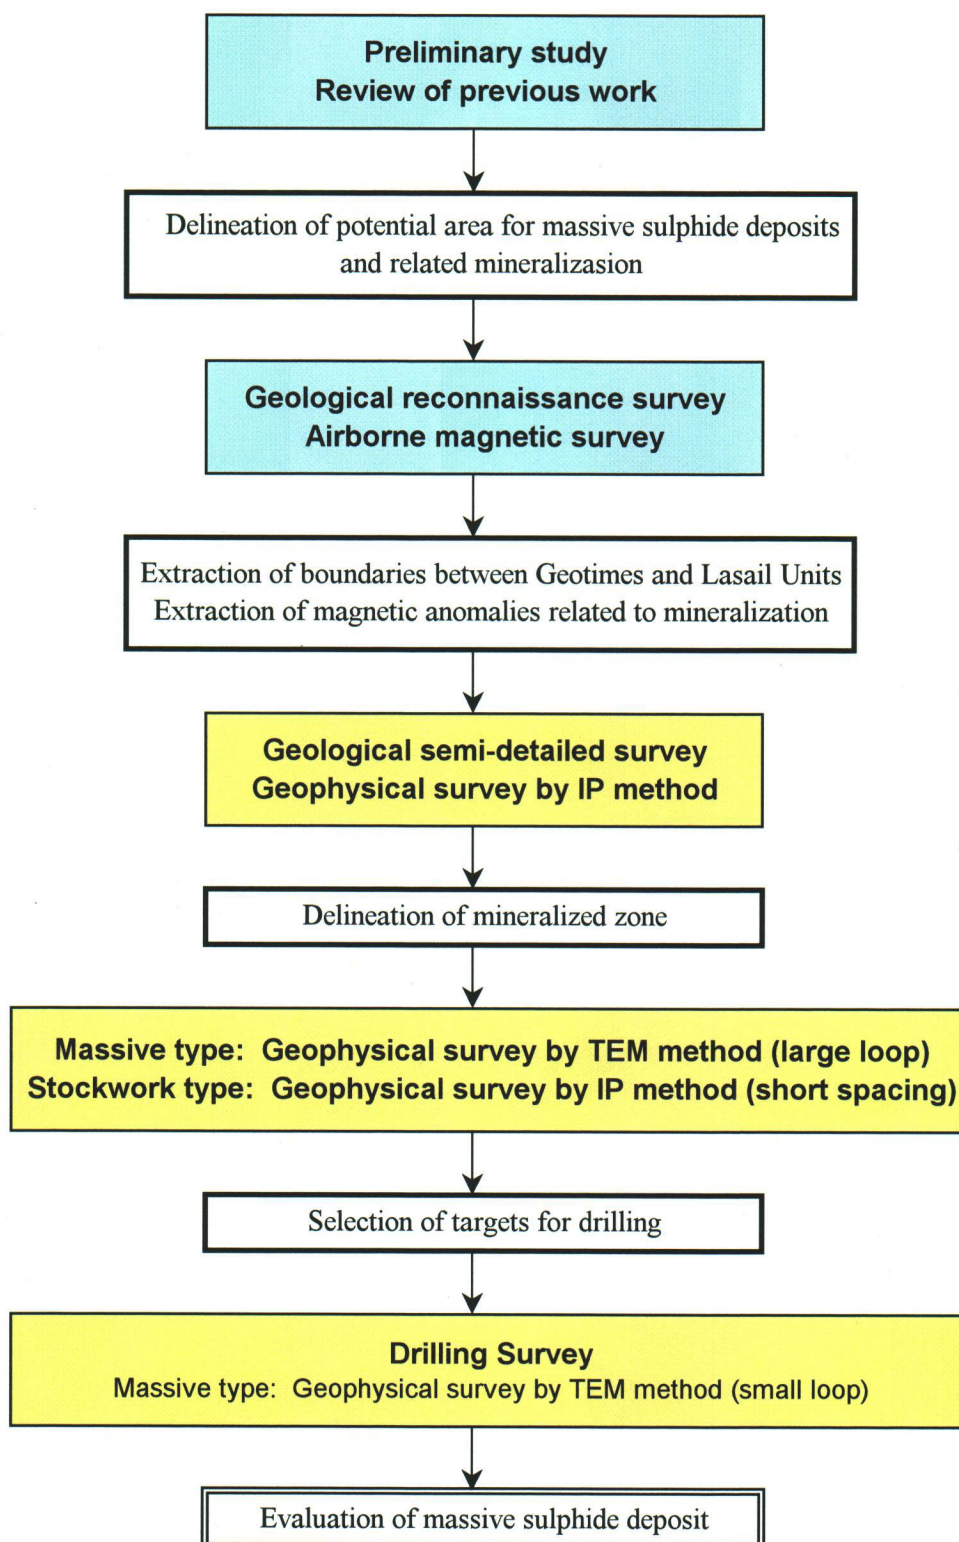 Preliminary study
Review of previous work
Delineation of potential area for massive sulphide deposits
and related mineralizasion
Geological reconnaissance survey
Airborne magnetic survey
Extraction of boundaries between Geotimes and Lasail Units
Extraction of magnetic anomalies related to mineralization
Geological semi-detailed survey
Geophysical survey by IP method
Delineation of mineralized zone
Massive type: Geophysical survey by TEM method (large loop)
Stockwork type: Geophysical survey by IP method (short spacing)
Selection of targets for drilling
Drilling Survey
Massive type: Geophysical survey by TEM method (small loop)
Evaluation of massive sulphide deposit